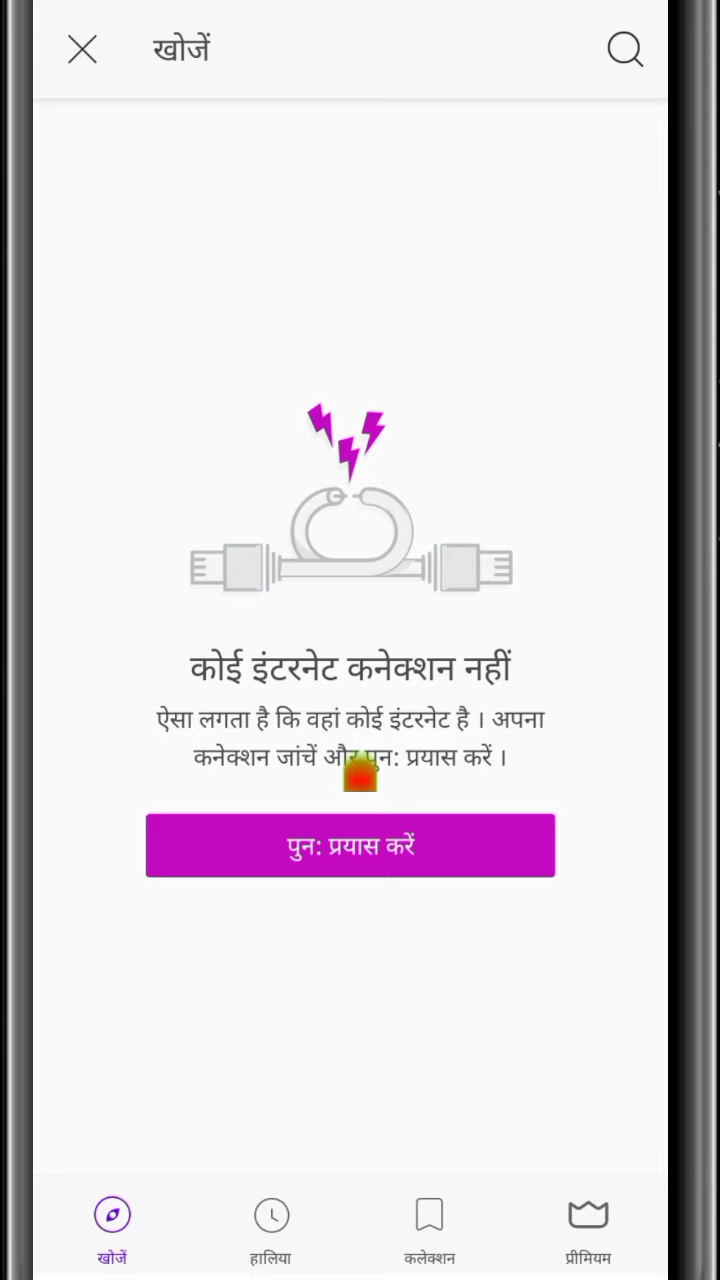 खोजें
कोई इंटरनेट कनेक्शन नहीं
ऐसा लगता है कि वहां कोई इंटरनेट है । अपना
कनेक्शन जांचें और पुन: प्रयास करें ।
पुन: प्रयास करें
खोजें
हालिया
कलेक्शन
प्रीमियम